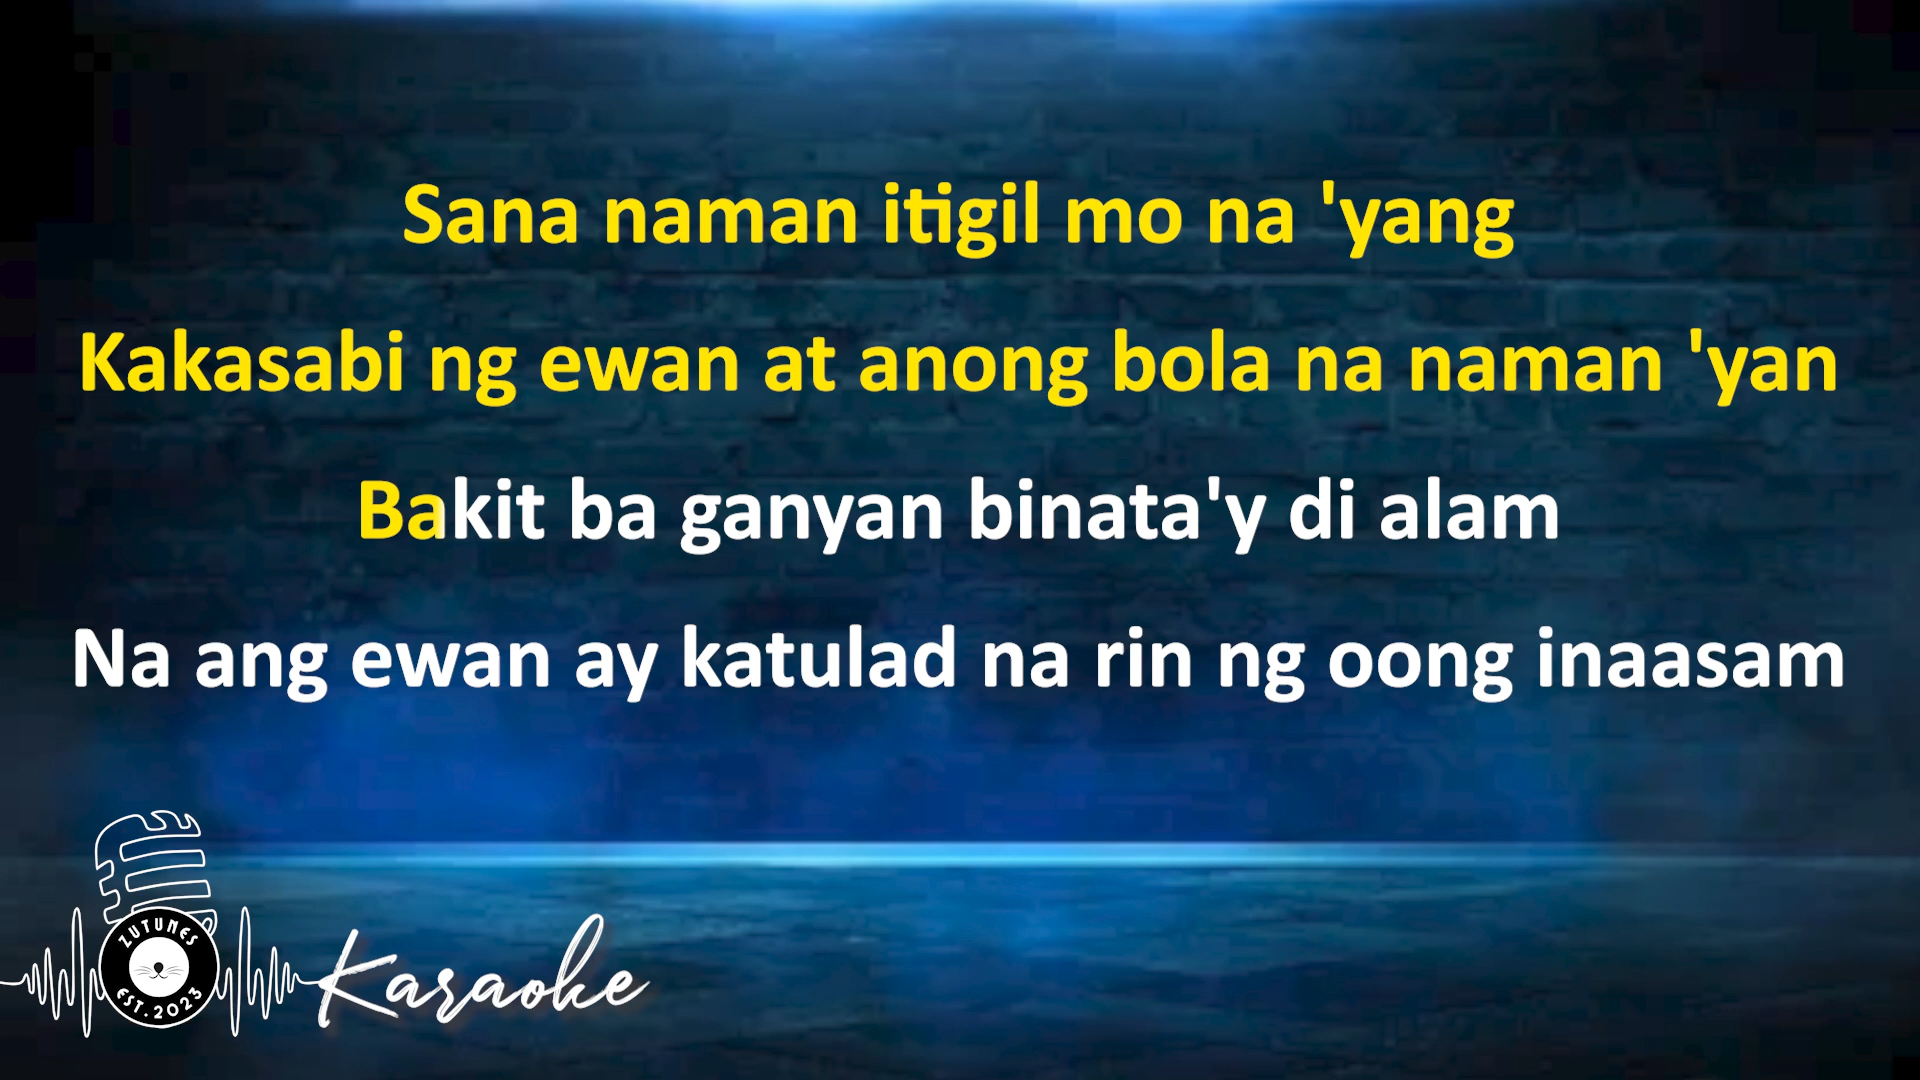 Sana naman itigil mo na 'yang
Kakasabi ng ewan at anong bola na naman 'yan
Bakit ba ganyan binata'y di alam
Na ang ewan ay katulad na rin ng oong inaasam
ZUTUNES
EST. 2023
Karaoke